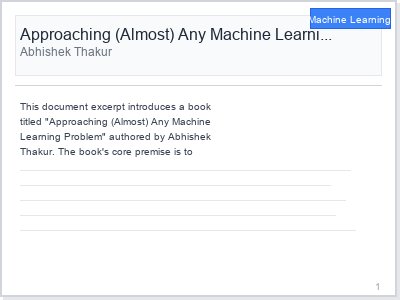 Machine Learning
Approaching (Almost) Any Machine Learni...
Abhishek Thakur
This document excerpt introduces a book
titled "Approaching (Almost) Any Machine
Learning Problem" authored by Abhishek
Thakur. The book's core premise is to
1